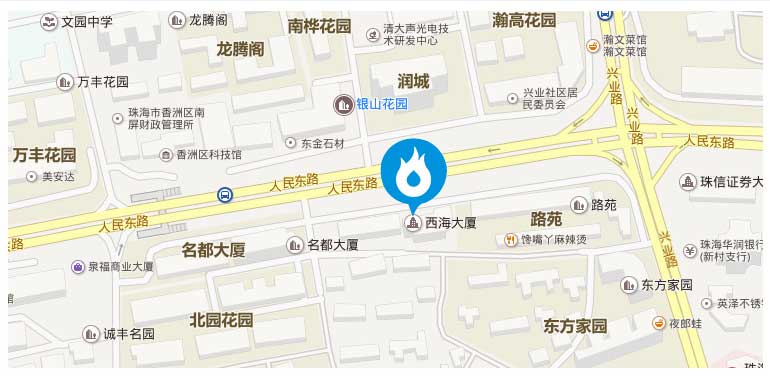 文园中学
龙腾阁
南桦花园
清大声光电技
术研发中心
瀚高花园
瀚文菜馆
瀚文菜馆
龙腾阁
万丰花园
润城
兴业路
兴业社区居
民委员会
银山花园
珠海市香洲区南
屏财政管理所
兴业路
人民东路
东金石材
万丰花园
香洲区科技馆
美安达
人民东路
人民东路
珠信证券大
路苑
人民东路
西海大厦
路苑
馋嘴丫麻辣烫
兴业路
名都大厦
名都大厦
珠海华润银行
(新村支行)
泉福商业大厦
东方家园
英泽不锈
北园花园
东方家园
夜郎蛙
诚丰名园